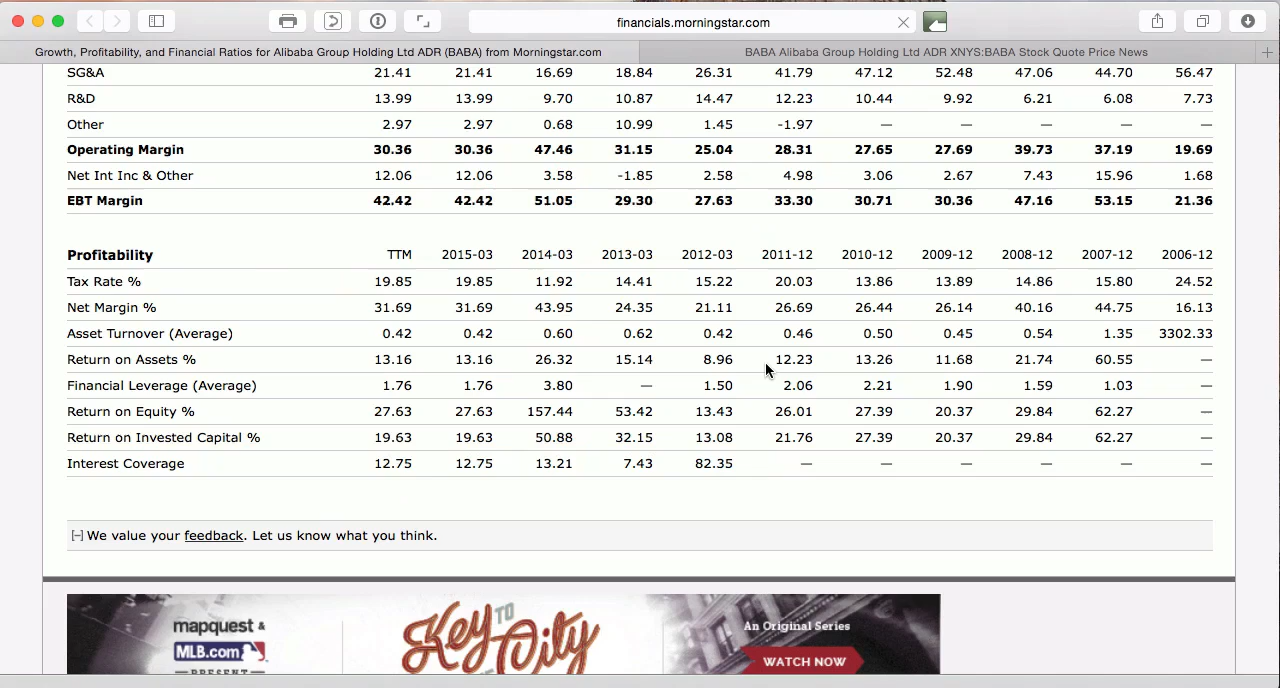 financials.morningstar.com
Growth, Profitability, and Financial Ratios for Alibaba Group Holding Ltd ADR (BABA) from Morningstar.com BABA Alibaba Group Holding Ltd ADR XNYS:BABA Stock Quote Price News
SG&A 21.41 21.41 16.69 18.84 26.31 41.79 47.12 52.48 47.06 44.70 56.47
R&D 13.99 13.99 9.70 10.87 14.47 12.23 10.44 9.92 6.21 6.08 7.73
Other 2.97 2.97 0.68 10.99 1.45 -1.97 — — — — —
Operating Margin 30.36 30.36 47.46 31.15 25.04 28.31 27.65 27.69 39.73 37.19 19.69
Net Int Inc & Other 12.06 12.06 3.58 -1.85 2.58 4.98 3.06 2.67 7.43 15.96 1.68
EBT Margin 42.42 42.42 51.05 29.30 27.63 33.30 30.71 30.36 47.16 53.15 21.36
Profitability TTM 2015-03 2014-03 2013-03 2012-03 2011-12 2010-12 2009-12 2008-12 2007-12 2006-12
Tax Rate % 19.85 19.85 11.92 14.41 15.22 20.03 13.86 13.89 14.86 15.80 24.52
Net Margin % 31.69 31.69 43.95 24.35 21.11 26.69 26.44 26.14 40.16 44.75 16.13
Asset Turnover (Average) 0.42 0.42 0.60 0.62 0.42 0.46 0.50 0.45 0.54 1.35 3302.33
Return on Assets % 13.16 13.16 26.32 15.14 8.96 12.23 13.26 11.68 21.74 60.55 —
Financial Leverage (Average) 1.76 1.76 3.80 — 1.50 2.06 2.21 1.90 1.59 1.03 —
Return on Equity % 27.63 27.63 157.44 53.42 13.43 26.01 27.39 20.37 29.84 62.27 —
Return on Invested Capital % 19.63 19.63 50.88 32.15 13.08 21.76 27.39 20.37 29.84 62.27 —
Interest Coverage 12.75 12.75 13.21 7.43 82.35 — — — — — —
[−] We value your feedback. Let us know what you think.
mapquest &
MLB.com
PRESENT
Key TO
City
An Original Series
WATCH NOW